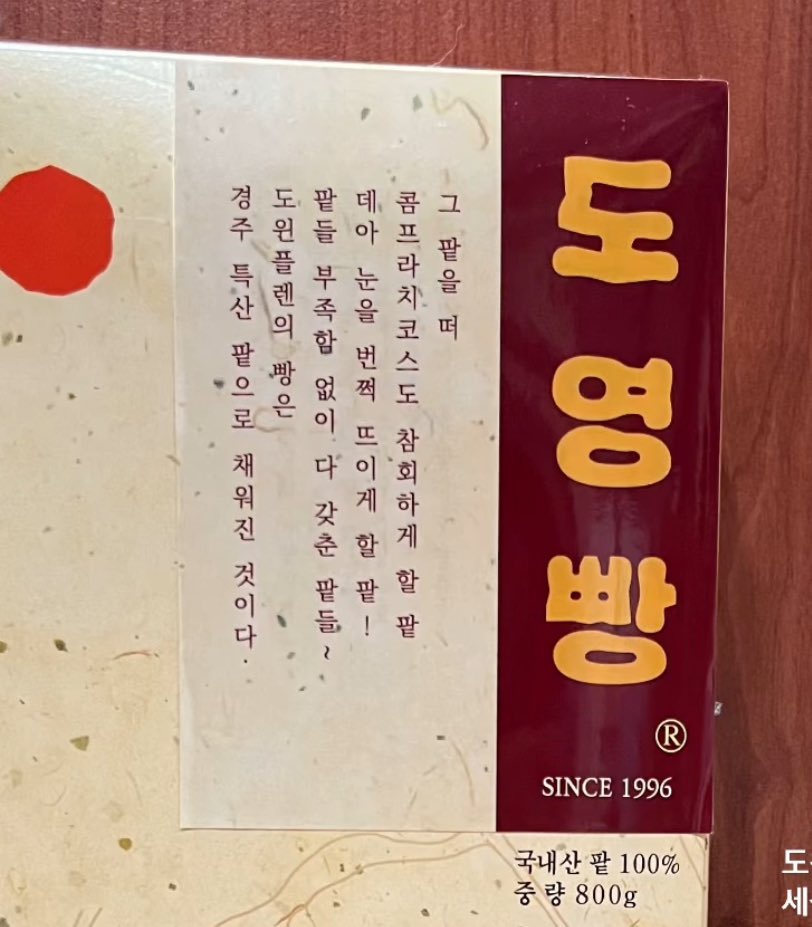 그 팥을 떠
콤프라치코스도 참회하게 할 팥
데아 눈을 번쩍 뜨이게 할 팥!
팥들 부족함 없이 다 갖춘 팥들~
도윈플렌의 빵은
경주 특산 팥으로 채워진 것이다.
®
SINCE 1996
국내산 팥 100%
중량 800g